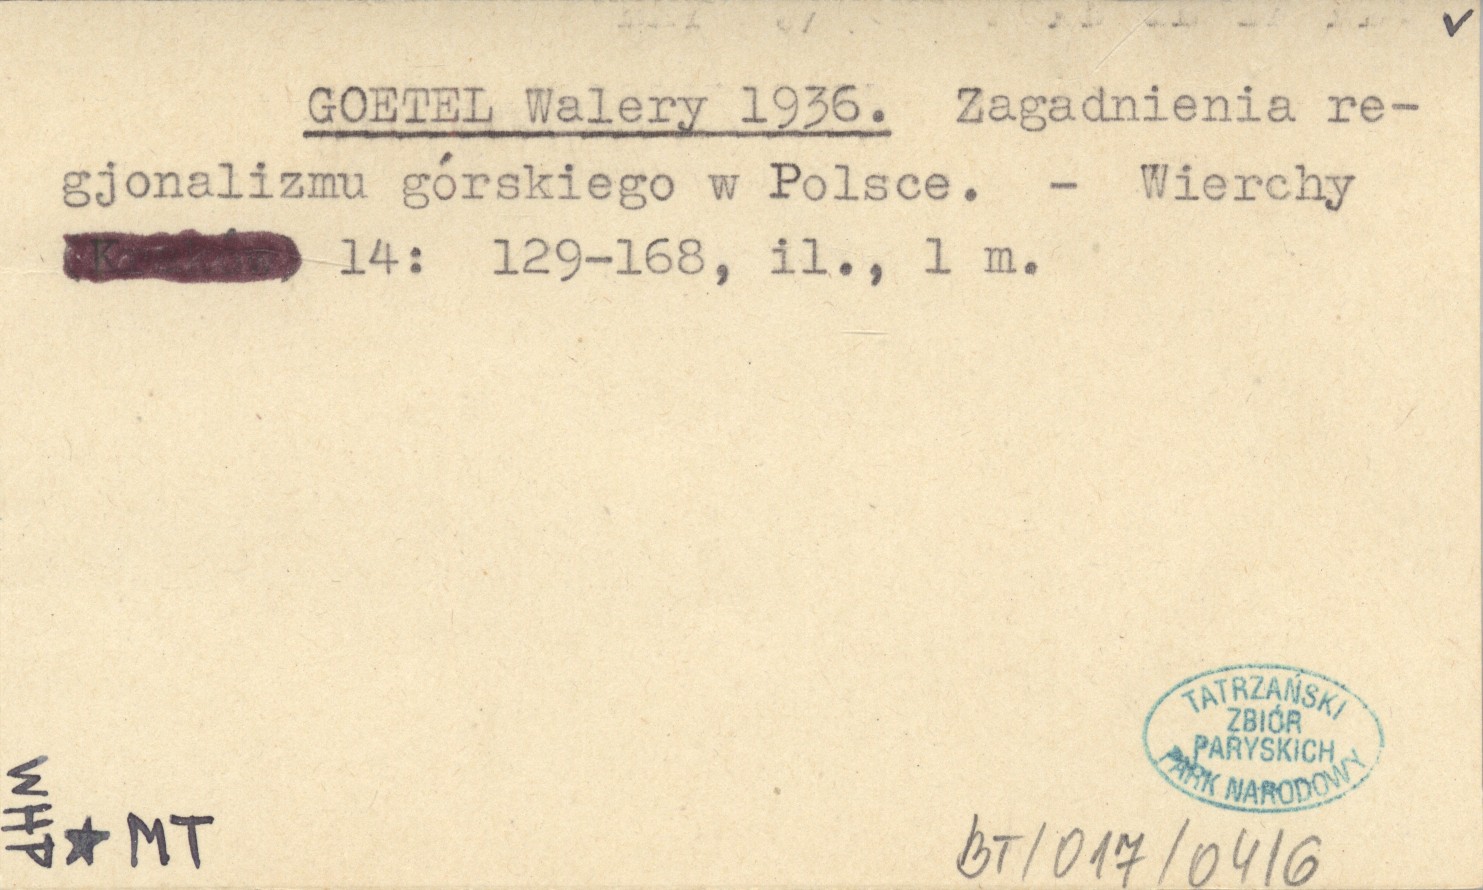 GOETEL Walery 1936. Zagadnienia re-
gjonalizmu górskiego w Polsce. - Wierchy
14: 129-168, il., 1 m.
TATRZAŃSKI
ZBIÓR
PARYSKICH
PARK NARODOWY
WHP
★ MT
BT/017/0416